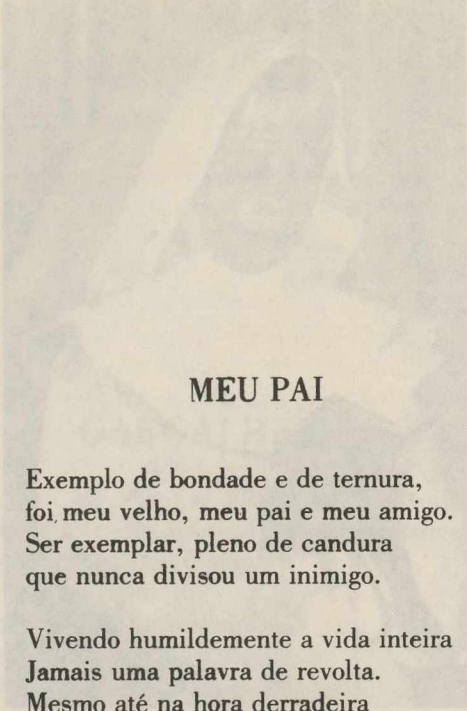 MEU PAI
Exemplo de bondade e de ternura,
foi meu velho, meu pai e meu amigo.
Ser exemplar, pleno de candura
que nunca divisou um inimigo.
Vivendo humildemente a vida inteira
Jamais uma palavra de revolta.
Mesmo até na hora derradeira